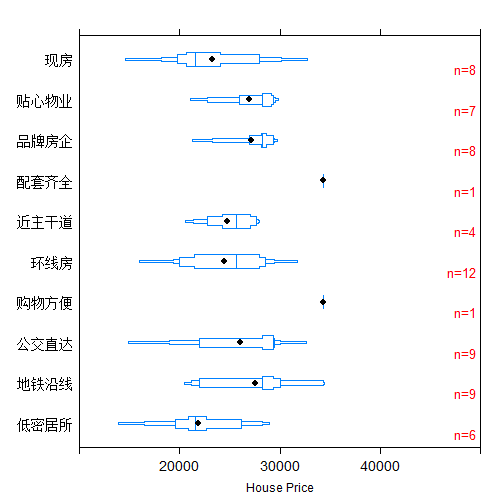 现房 n=8
贴心物业 n=7
品牌房企 n=8
配套齐全 n=1
近主干道 n=4
环线房 n=12
购物方便 n=1
公交直达 n=9
地铁沿线 n=9
低密居所 n=6
20000 30000 40000
House Price